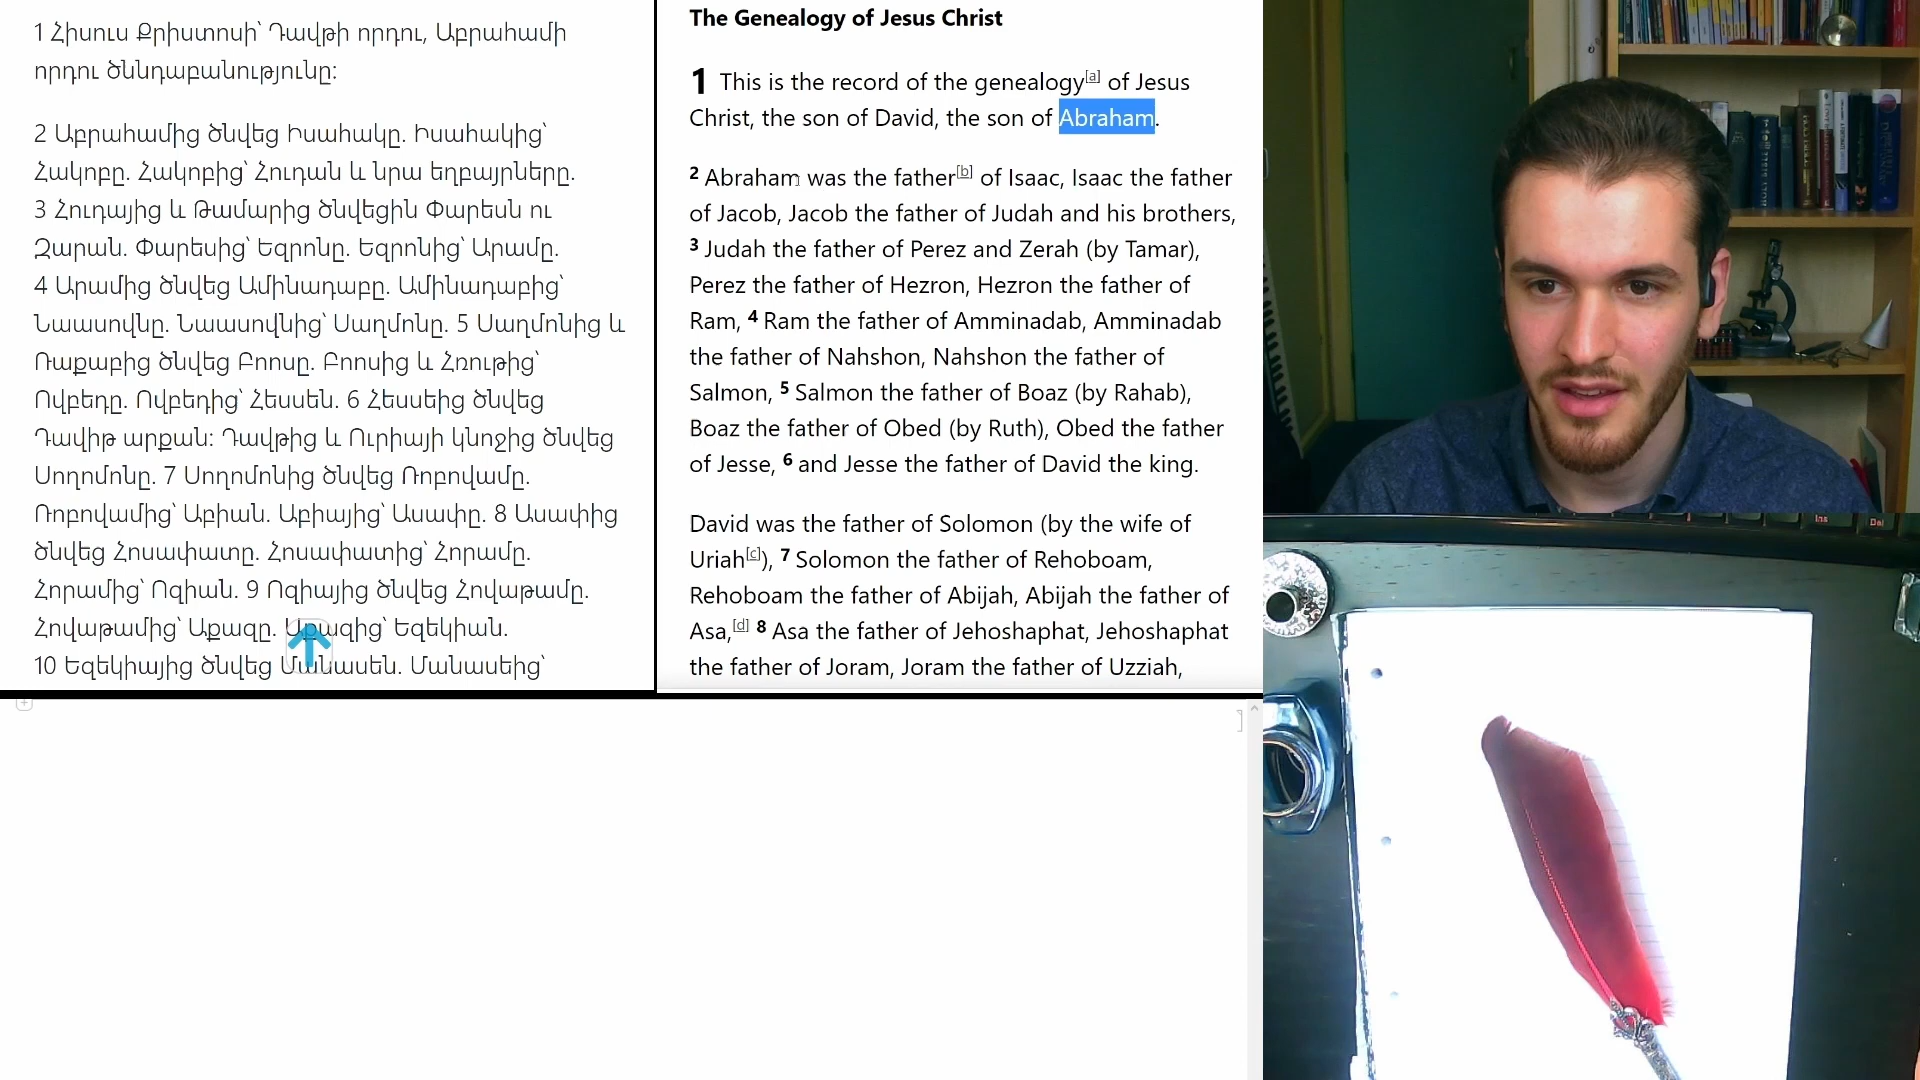 1 Հիսուս Քրիստոսի՝ Դավթի որդու, Աբրահամի
որդու ծննդաբանությունը։
2 Աբրահամից ծնվեց Իսահակը. Իսահակից՝
Հակոբը. Հակոբից՝ Հուդան և նրա եղբայրները.
3 Հուդայից և Թամարից ծնվեցին Փարեսն ու
Զարան. Փարեսից՝ Եզրոնը. Եզրոնից՝ Արամը.
4 Արամից ծնվեց Ամինադաբը. Ամինադաբից՝
Նաասովնը. Նաասովնից՝ Սաղմոնը. 5 Սաղմոնից և
Ռաքաբից ծնվեց Բոոսը. Բոոսից և Հռութից՝
Ովբեդը. Ովբեդից՝ Հեսսեն. 6 Հեսսեից ծնվեց
Դավիթ արքան։ Դավթից և Ուրիայի կնոջից ծնվեց
Սողոմոնը. 7 Սողոմոնից ծնվեց Ռոբովամը.
Ռոբովամից՝ Աբիան. Աբիայից՝ Ասափը. 8 Ասափից
ծնվեց Հոսափատը. Հոսափատից՝ Հորամը.
Հորամից՝ Ոզիան. 9 Ոզիայից ծնվեց Հովաթամը.
Հովաթամից՝ Աքազը. Աքազից՝ Եզեկիան.
10 Եզեկիայից ծնվեց Մանասեն. Մանասեից՝
The Genealogy of Jesus Christ
1 This is the record of the genealogy[a] of Jesus
Christ, the son of David, the son of Abraham.
2 Abraham was the father[b] of Isaac, Isaac the father
of Jacob, Jacob the father of Judah and his brothers,
3 Judah the father of Perez and Zerah (by Tamar),
Perez the father of Hezron, Hezron the father of
Ram, 4 Ram the father of Amminadab, Amminadab
the father of Nahshon, Nahshon the father of
Salmon, 5 Salmon the father of Boaz (by Rahab),
Boaz the father of Obed (by Ruth), Obed the father
of Jesse, 6 and Jesse the father of David the king.
David was the father of Solomon (by the wife of
Uriah[c]), 7 Solomon the father of Rehoboam,
Rehoboam the father of Abijah, Abijah the father of
Asa,[d] 8 Asa the father of Jehoshaphat, Jehoshaphat
the father of Joram, Joram the father of Uzziah,
Ins
Del